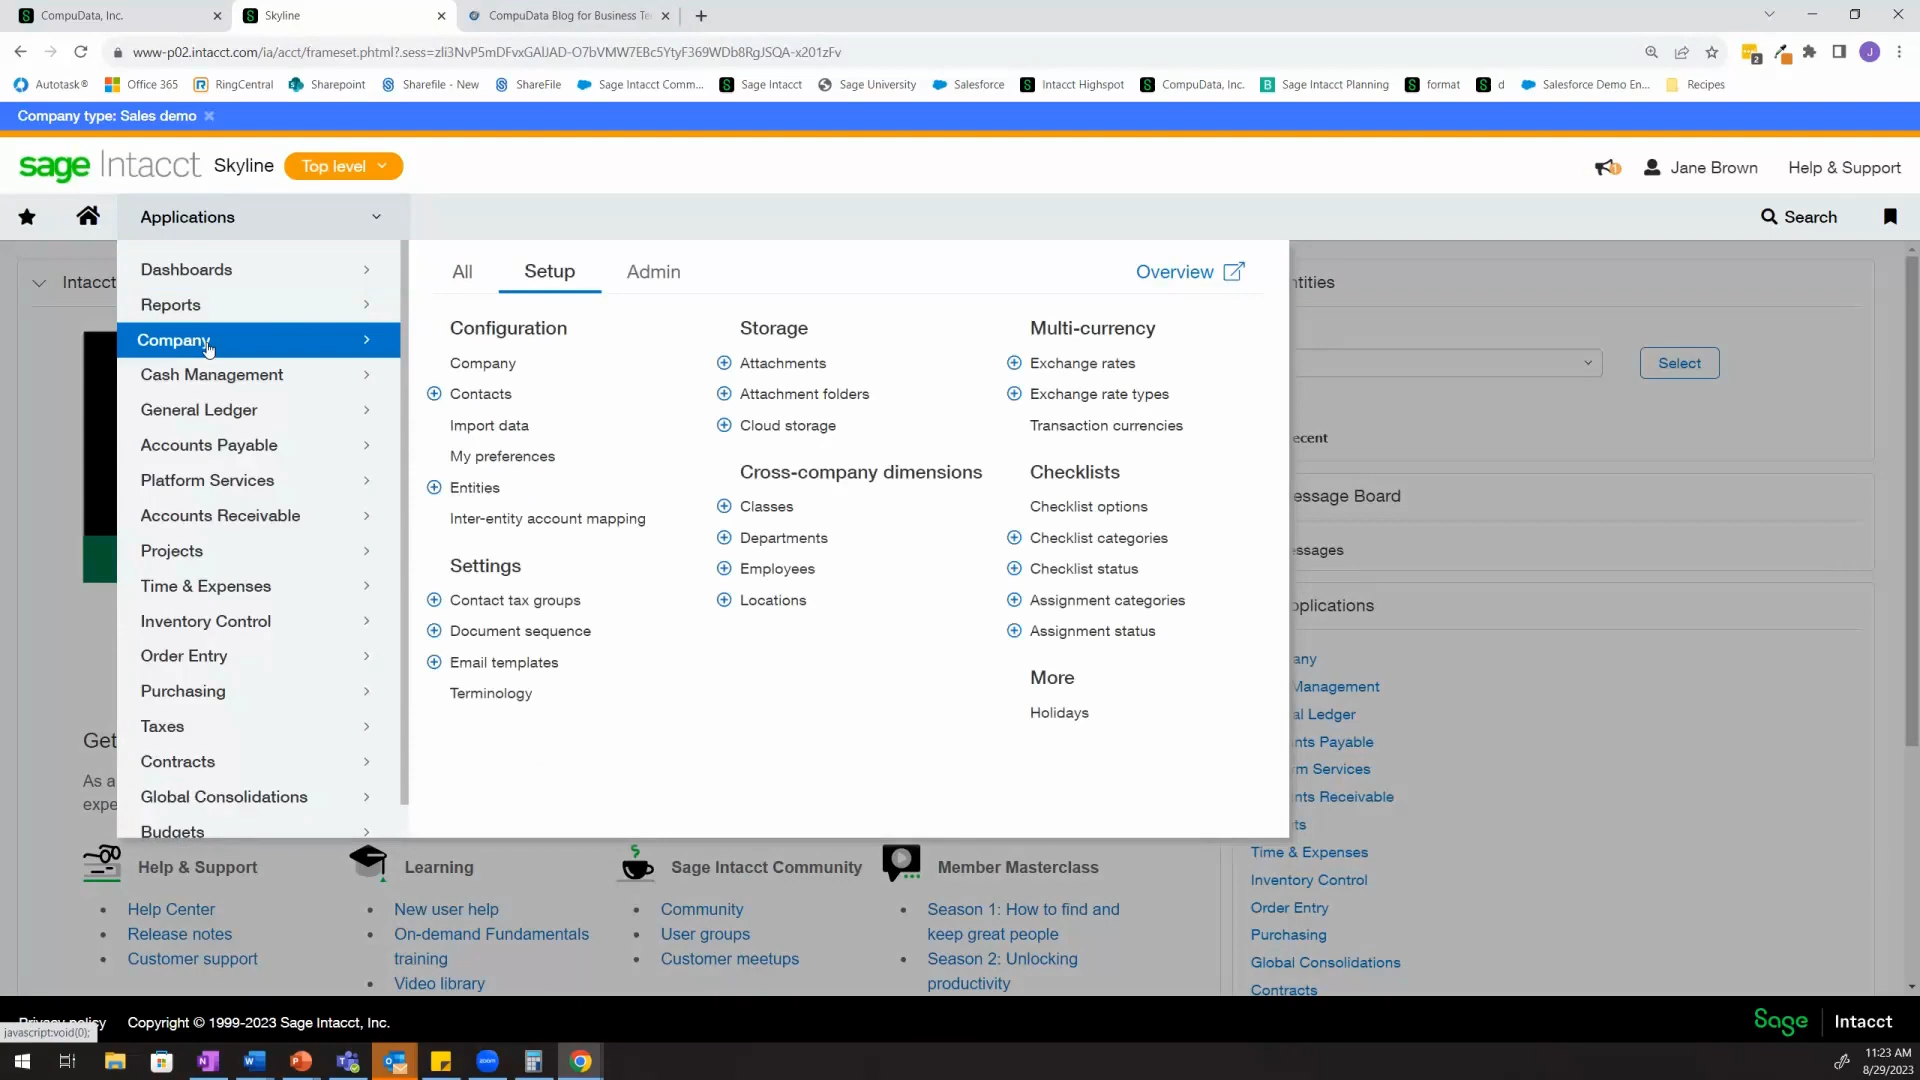 CompuData, Inc.
Skyline
CompuData Blog for Business Te
www-p02.intacct.com/ia/acct/frameset.phtml?.sess=zIi3NvP5mDFvxGAlJAD-O7bVMW7EBc5YtyF369WDb8RgJSQA-x201zFv
2
J
Autotask®
Office 365
RingCentral
Sharepoint
Sharefile - New
ShareFile
Sage Intacct Comm...
Sage Intacct
Sage University
Salesforce
Intacct Highspot
CompuData, Inc.
Sage Intacct Planning
format
d
Salesforce Demo En...
Recipes
Company type: Sales demo
sage Intacct
Skyline
Top level
Jane Brown
Help & Support
Applications
Search
Dashboards
Reports
Company
Cash Management
General Ledger
Accounts Payable
Platform Services
Accounts Receivable
Projects
Time & Expenses
Inventory Control
Order Entry
Purchasing
Taxes
Contracts
Global Consolidations
Budgets
All
Setup
Admin
Overview
Configuration
Company
Contacts
Import data
My preferences
Entities
Inter-entity account mapping
Settings
Contact tax groups
Document sequence
Email templates
Terminology
Storage
Attachments
Attachment folders
Cloud storage
Cross-company dimensions
Classes
Departments
Employees
Locations
Multi-currency
Exchange rates
Exchange rate types
Transaction currencies
Checklists
Checklist options
Checklist categories
Checklist status
Assignment categories
Assignment status
More
Holidays
Intacct
Get
As a
expe
ntities
Select
ecent
essage Board
essages
pplications
any
Management
al Ledger
nts Payable
m Services
nts Receivable
ts
Time & Expenses
Inventory Control
Order Entry
Purchasing
Global Consolidations
Contracts
Help & Support
Help Center
Release notes
Customer support
Learning
New user help
On-demand Fundamentals
training
Video library
Sage Intacct Community
Community
User groups
Customer meetups
Member Masterclass
Season 1: How to find and
keep great people
Season 2: Unlocking
productivity
Privacy policy
Copyright © 1999-2023 Sage Intacct, Inc.
Sage
Intacct
javascript:void(0);
11:23 AM
8/29/2023